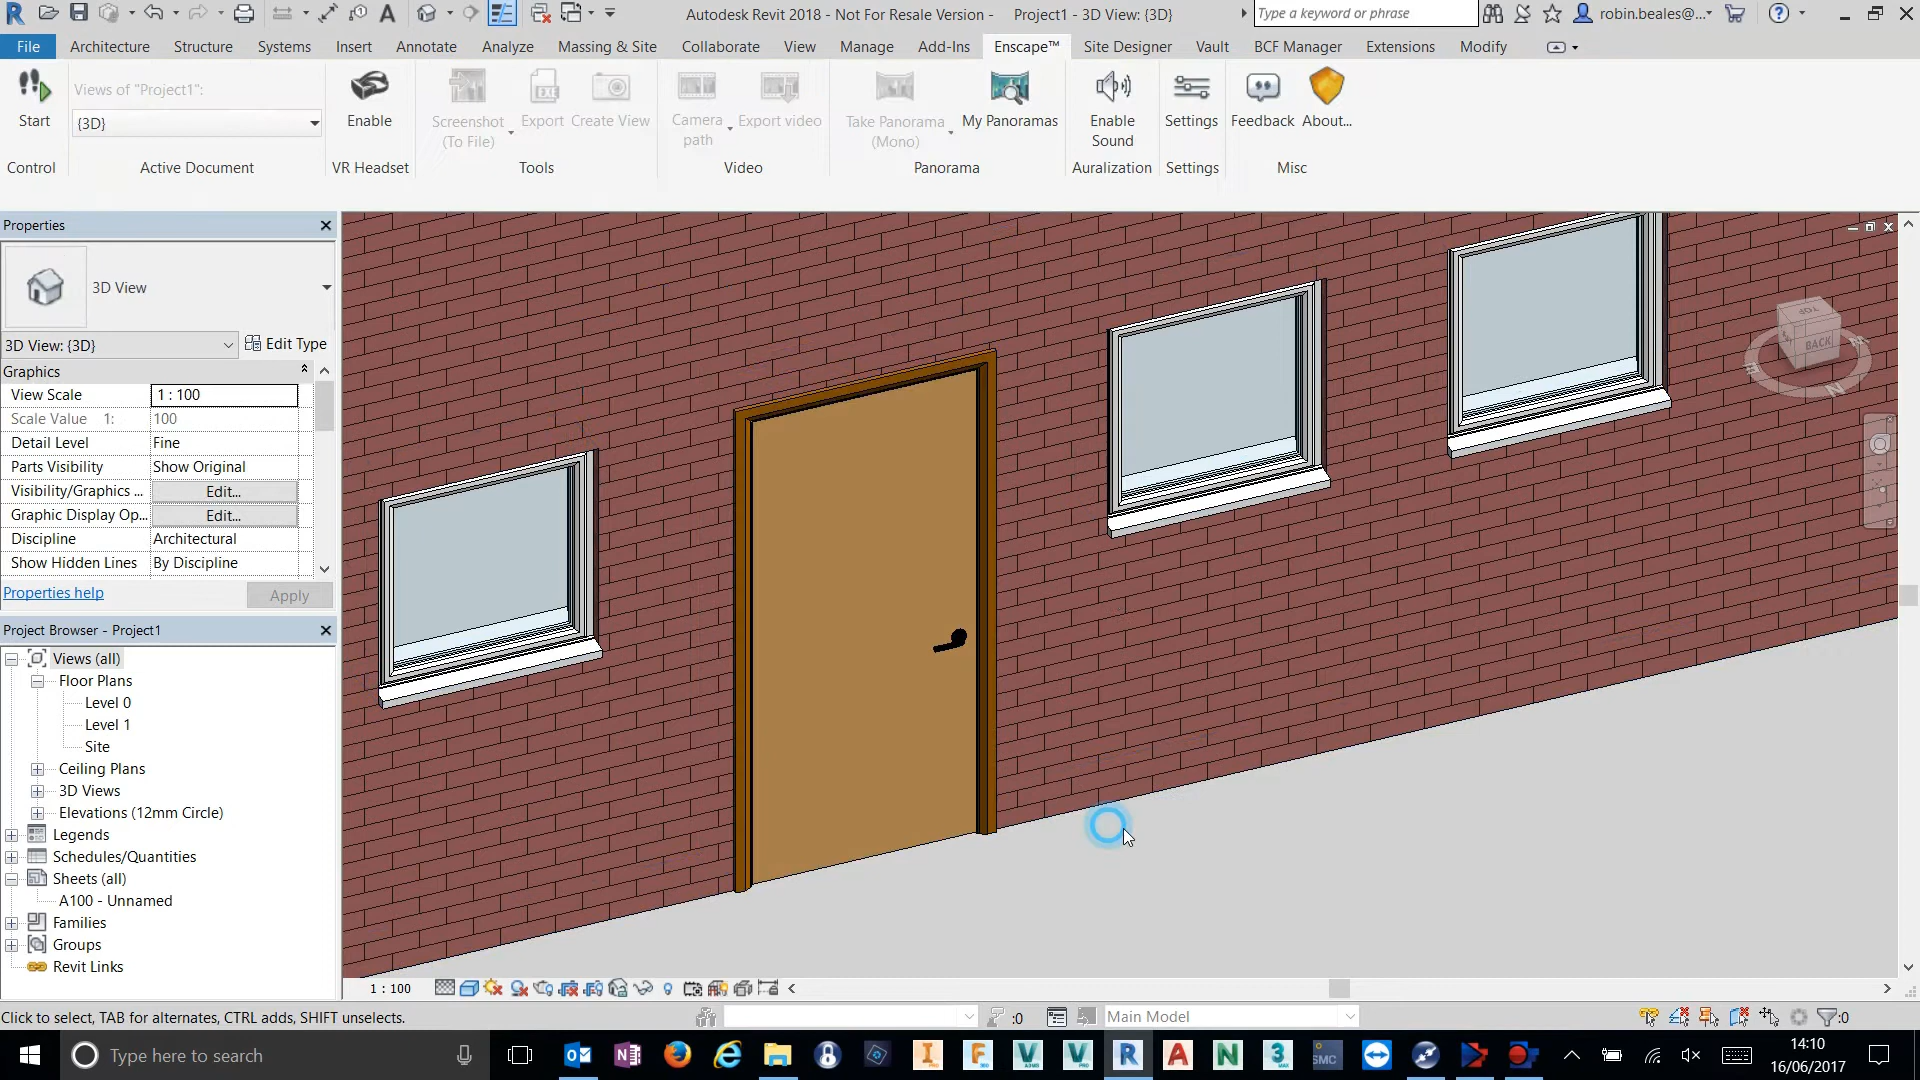 Autodesk Revit 2018 - Not For Resale Version - Project1 - 3D View: {3D}
Type a keyword or phrase
robin.beales@...
File Architecture Structure Systems Insert Annotate Analyze Massing & Site Collaborate View Manage Add-Ins Enscape™ Site Designer Vault BCF Manager Extensions Modify
Start
Views of "Project1":
{3D}
Enable
Screenshot
(To File)
Export
Create View
Camera
path
Export video
Take Panorama
(Mono)
My Panoramas
Enable
Sound
Settings
Feedback
About...
Control Active Document VR Headset Tools Video Panorama Auralization Settings Misc
Properties
3D View
3D View: {3D}
Edit Type
Graphics
View Scale 1 : 100
Scale Value 1: 100
Detail Level Fine
Parts Visibility Show Original
Visibility/Graphics ... Edit...
Graphic Display Op... Edit...
Discipline Architectural
Show Hidden Lines By Discipline
Properties help
Apply
Project Browser - Project1
Views (all)
Floor Plans
Level 0
Level 1
Site
Ceiling Plans
3D Views
Elevations (12mm Circle)
Legends
Schedules/Quantities
Sheets (all)
A100 - Unnamed
Families
Groups
Revit Links
TOP
BACK
N
1 : 100
Click to select, TAB for alternates, CTRL adds, SHIFT unselects.
:0
Main Model
:0
Type here to search
SMC
14:10
16/06/2017